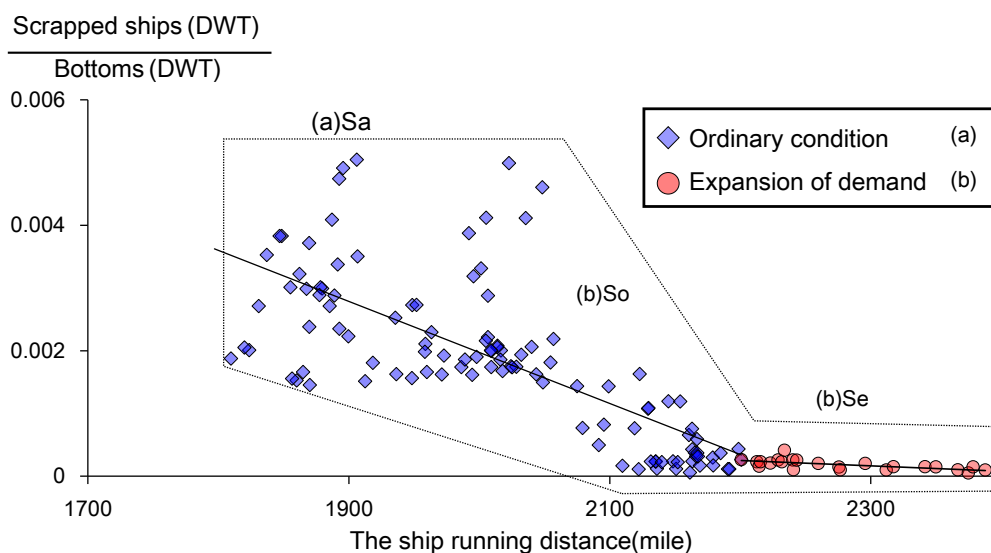 Scrapped ships (DWT)
Bottoms (DWT)
0.006
(a)Sa
Ordinary condition (a)
Expansion of demand (b)
0.004
(b)So
0.002
(b)Se
0
1700 1900 2100 2300
The ship running distance(mile)